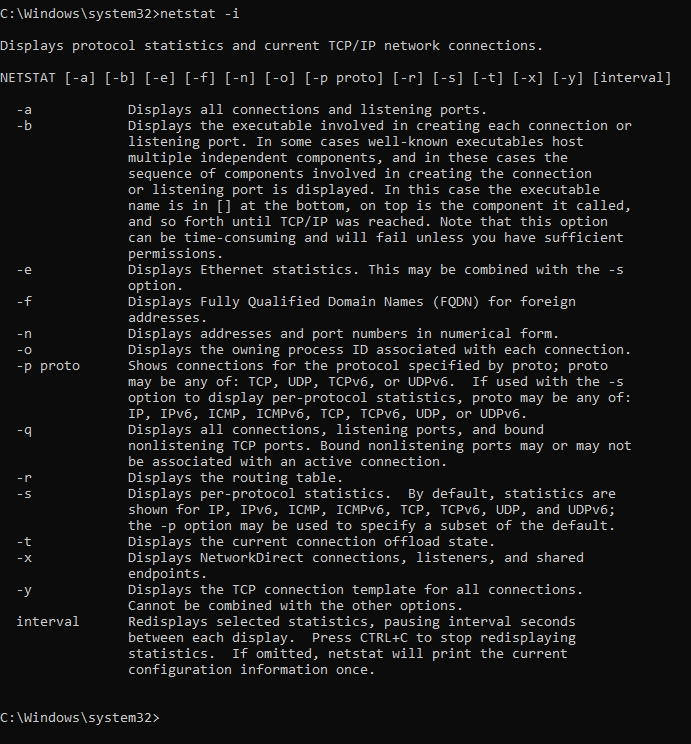 C:\Windows\system32>netstat -i
Displays protocol statistics and current TCP/IP network connections.
NETSTAT [-a] [-b] [-e] [-f] [-n] [-o] [-p proto] [-r] [-s] [-t] [-x] [-y] [interval]
  -a            Displays all connections and listening ports.
  -b            Displays the executable involved in creating each connection or
                listening port. In some cases well-known executables host
                multiple independent components, and in these cases the
                sequence of components involved in creating the connection
                or listening port is displayed. In this case the executable
                name is in [] at the bottom, on top is the component it called,
                and so forth until TCP/IP was reached. Note that this option
                can be time-consuming and will fail unless you have sufficient
                permissions.
  -e            Displays Ethernet statistics. This may be combined with the -s
                option.
  -f            Displays Fully Qualified Domain Names (FQDN) for foreign
                addresses.
  -n            Displays addresses and port numbers in numerical form.
  -o            Displays the owning process ID associated with each connection.
  -p proto      Shows connections for the protocol specified by proto; proto
                may be any of: TCP, UDP, TCPv6, or UDPv6.  If used with the -s
                option to display per-protocol statistics, proto may be any of:
                IP, IPv6, ICMP, ICMPv6, TCP, TCPv6, UDP, or UDPv6.
  -q            Displays all connections, listening ports, and bound
                nonlistening TCP ports. Bound nonlistening ports may or may not
                be associated with an active connection.
  -r            Displays the routing table.
  -s            Displays per-protocol statistics.  By default, statistics are
                shown for IP, IPv6, ICMP, ICMPv6, TCP, TCPv6, UDP, and UDPv6;
                the -p option may be used to specify a subset of the default.
  -t            Displays the current connection offload state.
  -x            Displays NetworkDirect connections, listeners, and shared
                endpoints.
  -y            Displays the TCP connection template for all connections.
                Cannot be combined with the other options.
  interval      Redisplays selected statistics, pausing interval seconds
                between each display.  Press CTRL+C to stop redisplaying
                statistics.  If omitted, netstat will print the current
                configuration information once.
C:\Windows\system32>